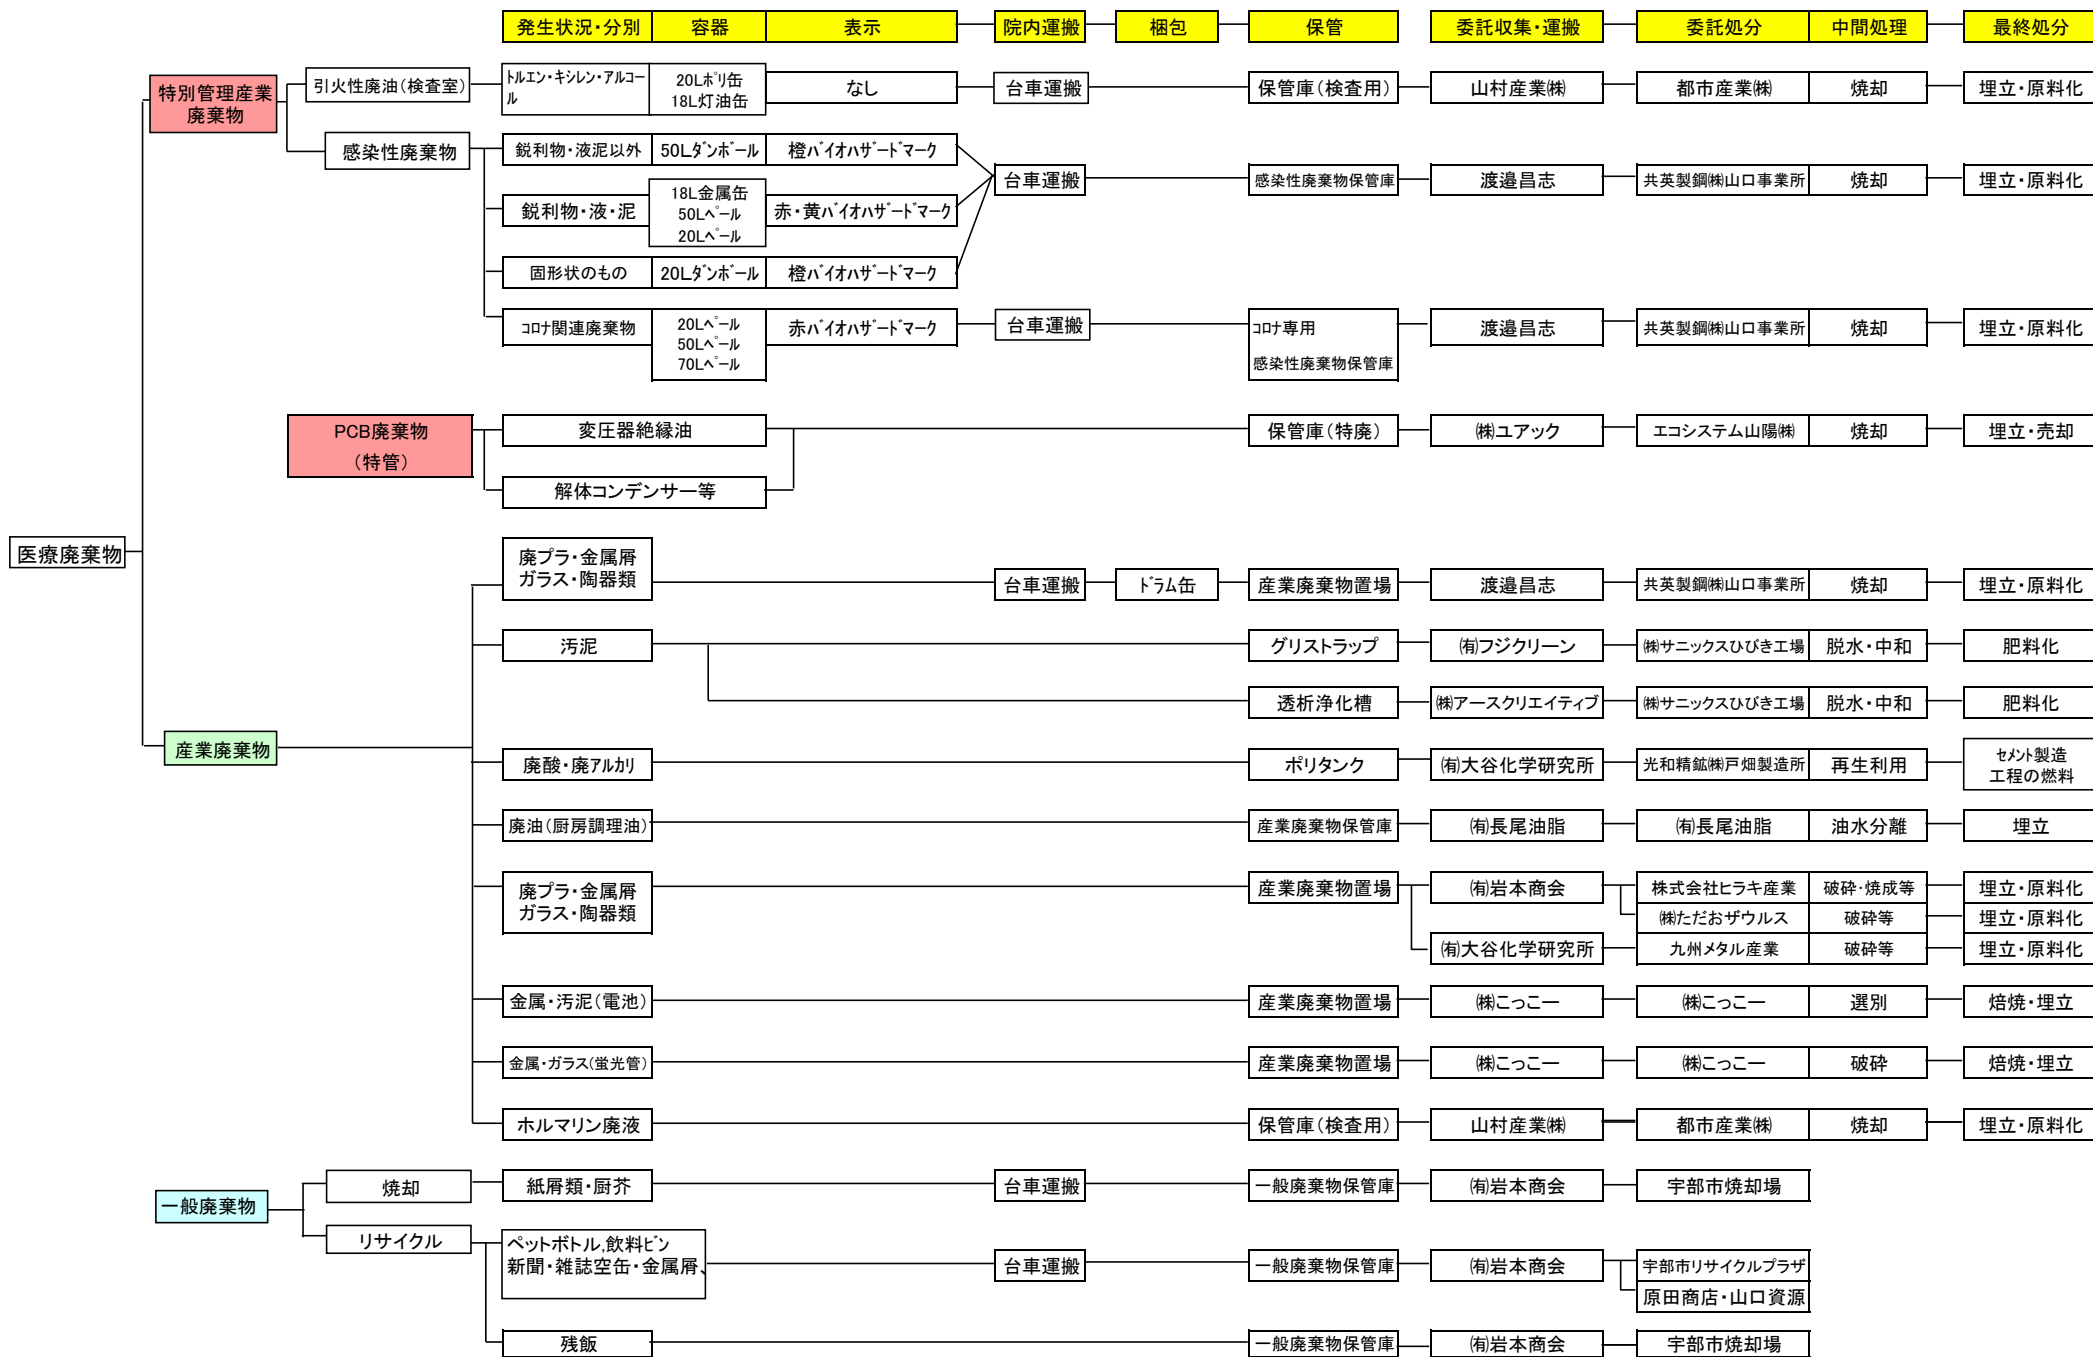 発生状況・分別 容器 表示 院内運搬 梱包 保管 委託収集・運搬 委託処分 中間処理 最終処分
特別管理産業
廃棄物
引火性廃油（検査室）
トルエン・キシレン・アルコー
ル
20Lポリ缶
18L灯油缶
なし 台車運搬 保管庫（検査用） 山村産業㈱ 都市産業㈱ 焼却 埋立・原料化
感染性廃棄物
鋭利物・液泥以外 50Lダンボール 橙バイオハザードマーク
台車運搬 感染性廃棄物保管庫 渡邉昌志 共英製鋼㈱山口事業所 焼却 埋立・原料化
鋭利物・液・泥
18L金属缶
50Lペール
20Lペール
赤・黄バイオハザードマーク
固形状のもの 20Lダンボール 橙バイオハザードマーク
コロナ関連廃棄物
20Lペール
50Lペール
70Lペール
赤バイオハザードマーク 台車運搬
コロナ専用
感染性廃棄物保管庫
渡邉昌志 共英製鋼㈱山口事業所 焼却 埋立・原料化
PCB廃棄物
（特管）
変圧器絶縁油 保管庫（特廃） ㈱ユアック エコシステム山陽㈱ 焼却 埋立・売却
解体コンデンサー等
医療廃棄物
廃プラ・金属屑
ガラス・陶器類
台車運搬 ドラム缶 産業廃棄物置場 渡邉昌志 共英製鋼㈱山口事業所 焼却 埋立・原料化
汚泥 グリストラップ ㈲フジクリーン ㈱サニックスひびき工場 脱水・中和 肥料化
透析浄化槽 ㈱アースクリエイティブ ㈱サニックスひびき工場 脱水・中和 肥料化
産業廃棄物
廃酸・廃アルカリ ポリタンク ㈲大谷化学研究所 光和精鉱㈱戸畑製造所 再生利用
セメント製造
工程の燃料
廃油（厨房調理油） 産業廃棄物保管庫 ㈲長尾油脂 ㈲長尾油脂 油水分離 埋立
廃プラ・金属屑
ガラス・陶器類
産業廃棄物置場 ㈲岩本商会 株式会社ヒラキ産業 破砕・焼成等 埋立・原料化
㈱ただおザウルス 破砕等 埋立・原料化
㈲大谷化学研究所 九州メタル産業 破砕等 埋立・原料化
金属・汚泥（電池） 産業廃棄物置場 ㈱こっこー ㈱こっこー 選別 焙焼・埋立
金属・ガラス（蛍光管） 産業廃棄物置場 ㈱こっこー ㈱こっこー 破砕 焙焼・埋立
ホルマリン廃液 保管庫（検査用） 山村産業㈱ 都市産業㈱ 焼却 埋立・原料化
一般廃棄物
焼却 紙屑類・厨芥 台車運搬 一般廃棄物保管庫 ㈲岩本商会 宇部市焼却場
リサイクル
ペットボトル,飲料ビン
新聞・雑誌空缶・金属屑、
台車運搬 一般廃棄物保管庫 ㈲岩本商会 宇部市リサイクルプラザ
原田商店・山口資源
残飯 一般廃棄物保管庫 ㈲岩本商会 宇部市焼却場